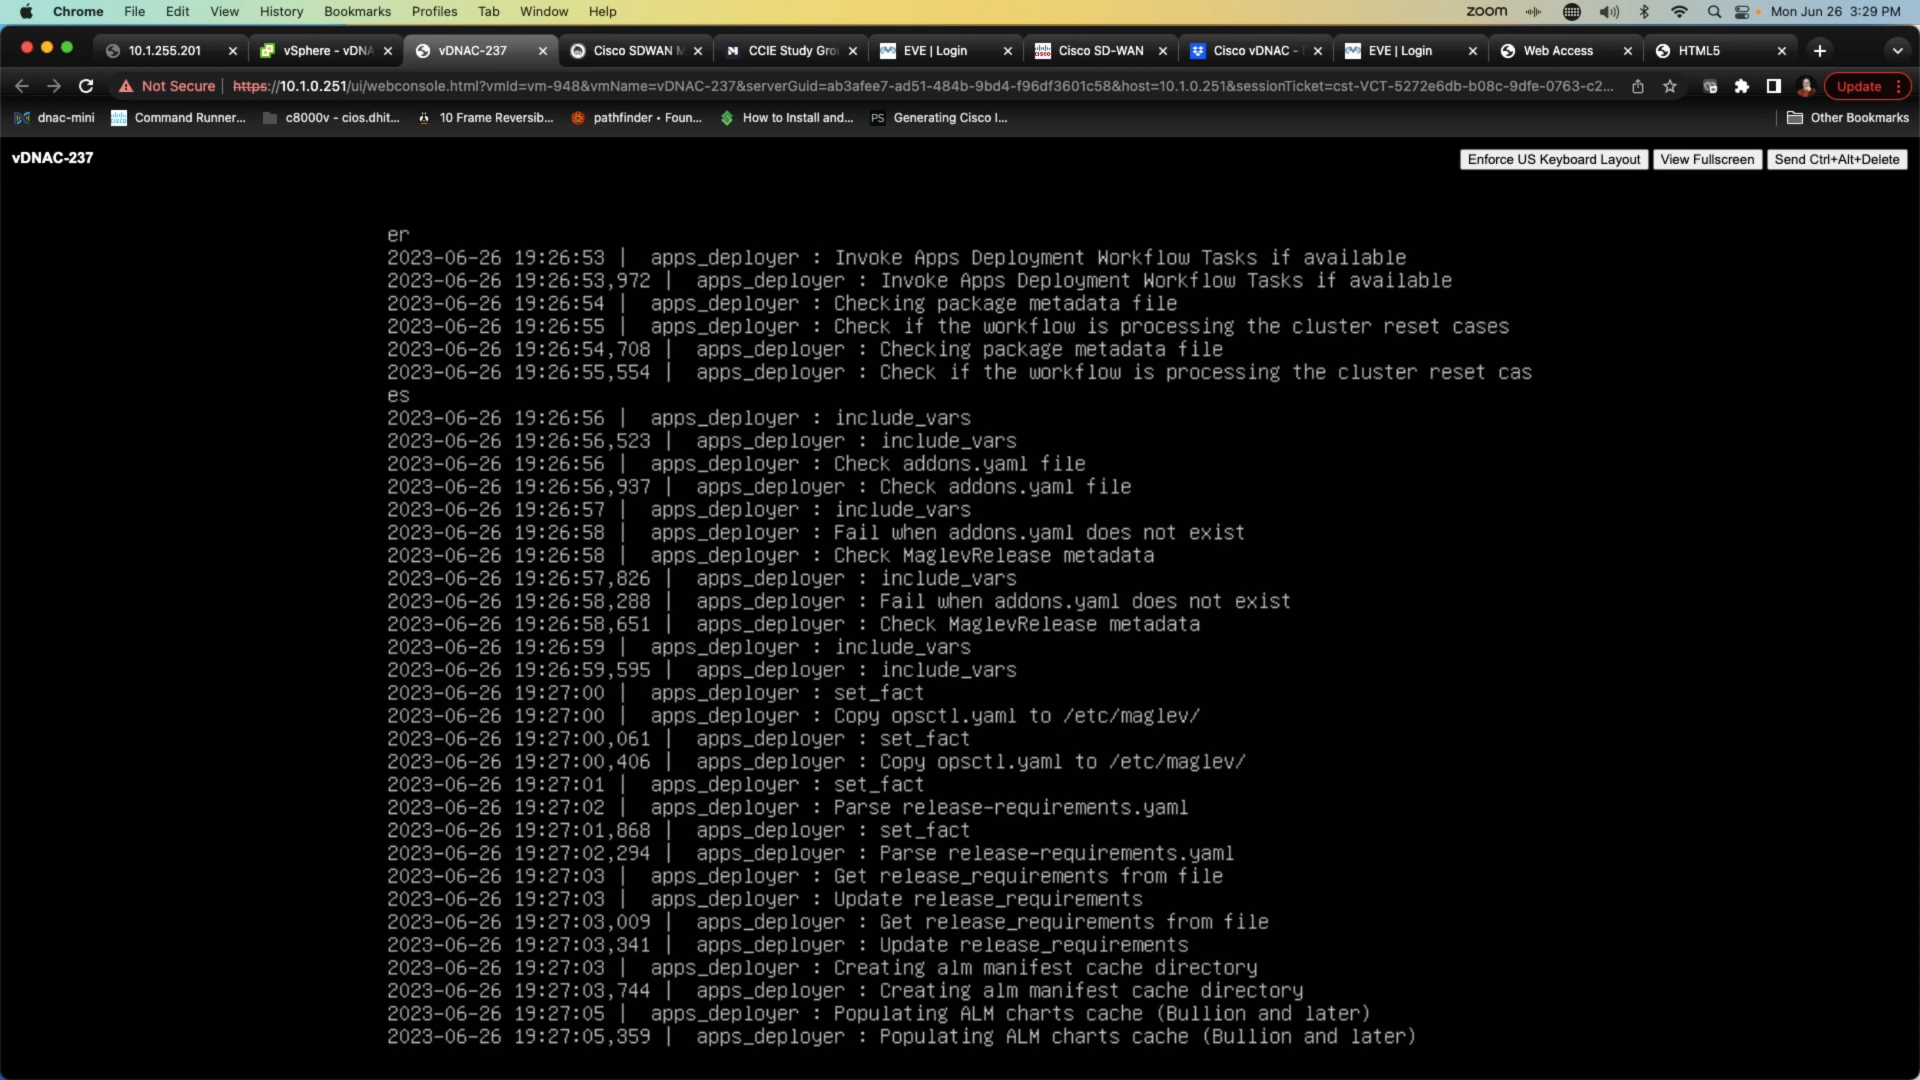 Chrome File Edit View History Bookmarks Profiles Tab Window Help zoom Mon Jun 26 3:29 PM
10.1.255.201 vSphere - vDNA vDNAC-237 Cisco SDWAN M CCIE Study Gro EVE | Login Cisco SD-WAN Cisco vDNAC - EVE | Login Web Access HTML5
Not Secure https://10.1.0.251/ui/webconsole.html?vmId=vm-948&vmName=vDNAC-237&serverGuid=ab3afee7-ad51-484b-9bd4-f96df3601c58&host=10.1.0.251&sessionTicket=cst-VCT-5272e6db-b08c-9dfe-0763-c2... Update
dnac-mini Command Runner... c8000v - cios.dhit... 10 Frame Reversib... pathfinder • Foun... How to Install and... PS Generating Cisco I... Other Bookmarks
vDNAC-237 Enforce US Keyboard Layout View Fullscreen Send Ctrl+Alt+Delete
er
2023-06-26 19:26:53 | apps_deployer : Invoke Apps Deployment Workflow Tasks if available
2023-06-26 19:26:53,972 | apps_deployer : Invoke Apps Deployment Workflow Tasks if available
2023-06-26 19:26:54 | apps_deployer : Checking package metadata file
2023-06-26 19:26:55 | apps_deployer : Check if the workflow is processing the cluster reset cases
2023-06-26 19:26:54,708 | apps_deployer : Checking package metadata file
2023-06-26 19:26:55,554 | apps_deployer : Check if the workflow is processing the cluster reset cas
es
2023-06-26 19:26:56 | apps_deployer : include_vars
2023-06-26 19:26:56,523 | apps_deployer : include_vars
2023-06-26 19:26:56 | apps_deployer : Check addons.yaml file
2023-06-26 19:26:56,937 | apps_deployer : Check addons.yaml file
2023-06-26 19:26:57 | apps_deployer : include_vars
2023-06-26 19:26:58 | apps_deployer : Fail when addons.yaml does not exist
2023-06-26 19:26:58 | apps_deployer : Check MaglevRelease metadata
2023-06-26 19:26:57,826 | apps_deployer : include_vars
2023-06-26 19:26:58,288 | apps_deployer : Fail when addons.yaml does not exist
2023-06-26 19:26:58,651 | apps_deployer : Check MaglevRelease metadata
2023-06-26 19:26:59 | apps_deployer : include_vars
2023-06-26 19:26:59,595 | apps_deployer : include_vars
2023-06-26 19:27:00 | apps_deployer : set_fact
2023-06-26 19:27:00 | apps_deployer : Copy opsctl.yaml to /etc/maglev/
2023-06-26 19:27:00,061 | apps_deployer : set_fact
2023-06-26 19:27:00,406 | apps_deployer : Copy opsctl.yaml to /etc/maglev/
2023-06-26 19:27:01 | apps_deployer : set_fact
2023-06-26 19:27:02 | apps_deployer : Parse release-requirements.yaml
2023-06-26 19:27:01,868 | apps_deployer : set_fact
2023-06-26 19:27:02,294 | apps_deployer : Parse release-requirements.yaml
2023-06-26 19:27:03 | apps_deployer : Get release_requirements from file
2023-06-26 19:27:03 | apps_deployer : Update release_requirements
2023-06-26 19:27:03,009 | apps_deployer : Get release_requirements from file
2023-06-26 19:27:03,341 | apps_deployer : Update release_requirements
2023-06-26 19:27:03 | apps_deployer : Creating alm manifest cache directory
2023-06-26 19:27:03,744 | apps_deployer : Creating alm manifest cache directory
2023-06-26 19:27:05 | apps_deployer : Populating ALM charts cache (Bullion and later)
2023-06-26 19:27:05,359 | apps_deployer : Populating ALM charts cache (Bullion and later)